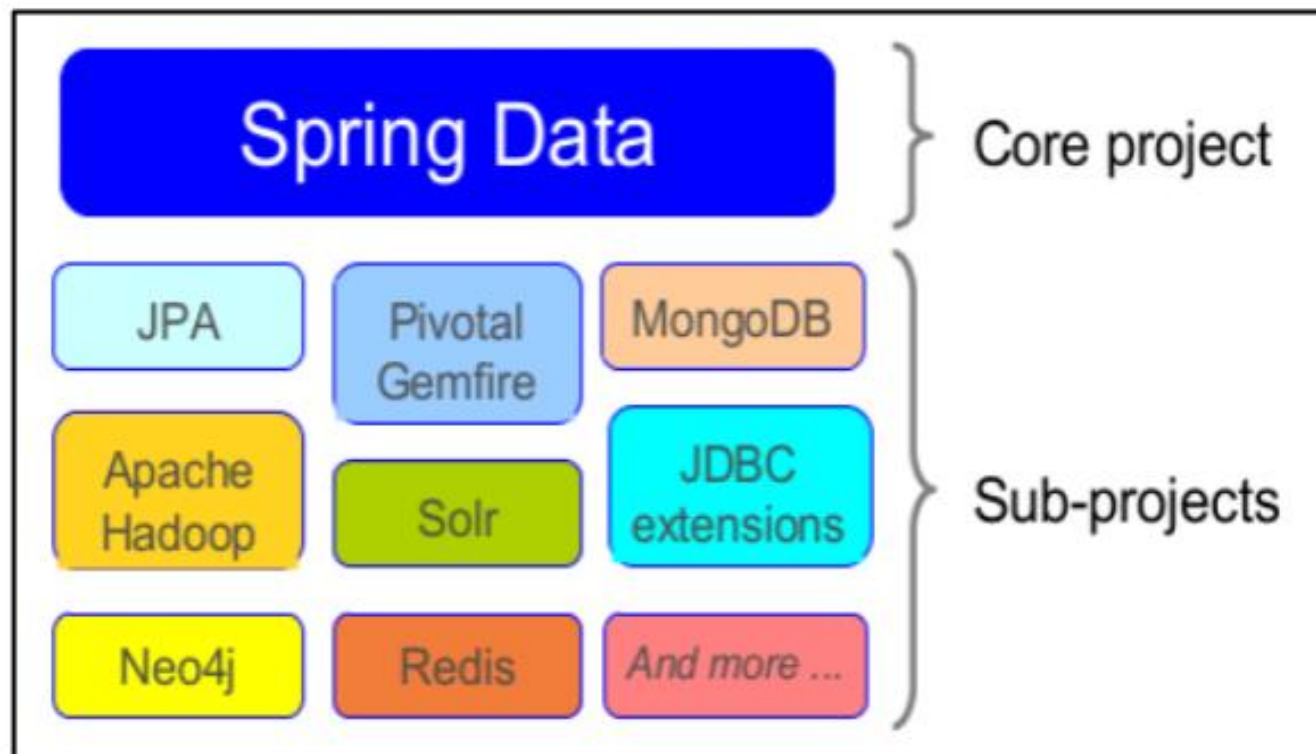 Spring Data
Core project
JPA
Pivotal
Gemfire
MongoDB
Apache
Hadoop
Solr
JDBC
extensions
Sub-projects
Neo4j
Redis
And more ...